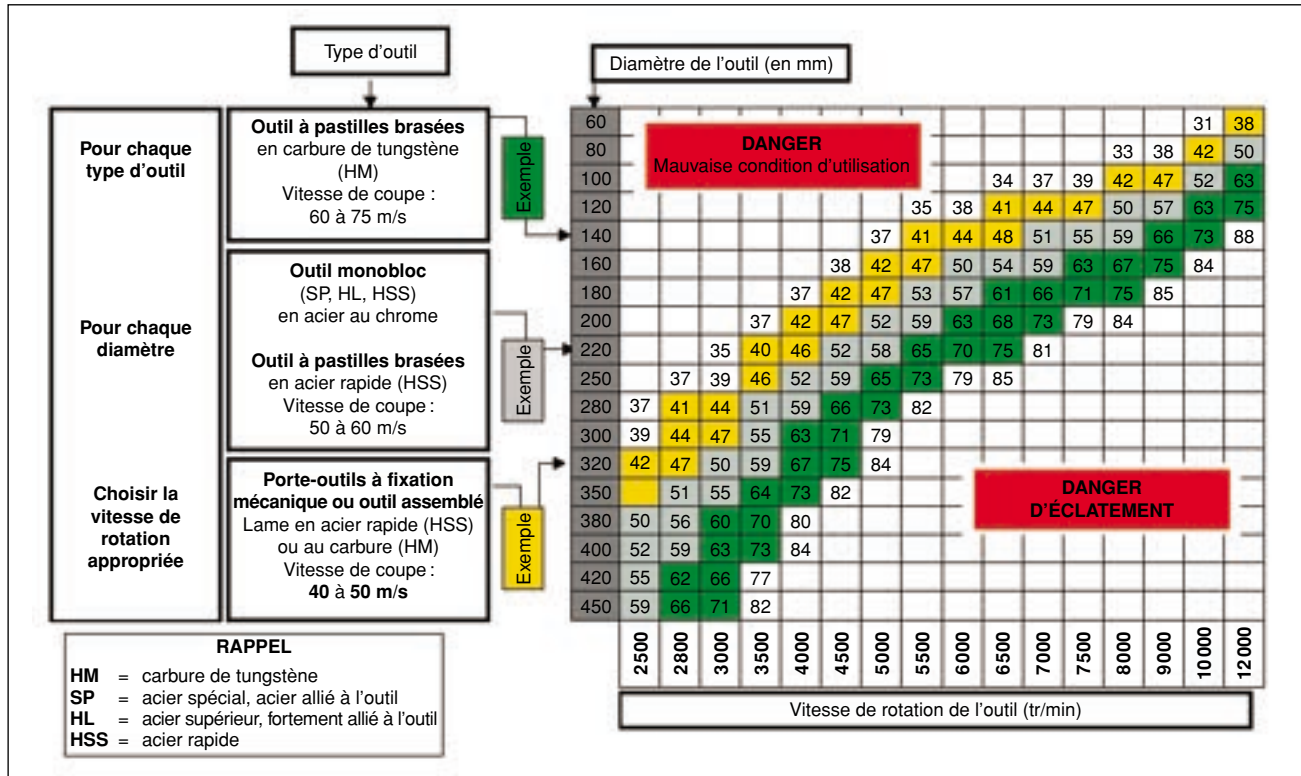 Type d'outil
Diamètre de l'outil (en mm)
Pour chaque
type d'outil
Pour chaque
diamètre
Choisir la
vitesse de
rotation
appropriée
Outil à pastilles brasées
en carbure de tungstène
(HM)
Vitesse de coupe :
60 à 75 m/s
Exemple
Outil monobloc
(SP, HL, HSS)
en acier au chrome
Outil à pastilles brasées
en acier rapide (HSS)
Vitesse de coupe :
50 à 60 m/s
Exemple
Porte-outils à fixation
mécanique ou outil assemblé
Lame en acier rapide (HSS)
ou au carbure (HM)
Vitesse de coupe :
40 à 50 m/s
Exemple
DANGER
Mauvaise condition d'utilisation
60 31 38
80 33 38 42 50
100 34 37 39 42 47 52 63
120 35 38 41 44 47 50 57 63 75
140 37 41 44 48 51 55 59 66 73 88
160 38 42 47 50 54 59 63 67 75 84
180 37 42 47 53 57 61 66 71 75 85
200 37 42 47 52 59 63 68 73 79 84
220 35 40 46 52 58 65 70 75 81
250 37 39 46 52 59 65 73 79 85
280 37 41 44 51 59 66 73 82
300 39 44 47 55 63 71 79
320 42 47 50 59 67 75 84
350 51 55 64 73 82
380 50 56 60 70 80
400 52 59 63 73 84
420 55 62 66 77
450 59 66 71 82
DANGER
D'ÉCLATEMENT
2500 2800 3000 3500 4000 4500 5000 5500 6000 6500 7000 7500 8000 9000 10000 12000
Vitesse de rotation de l'outil (tr/min)
RAPPEL
HM = carbure de tungstène
SP = acier spécial, acier allié à l'outil
HL = acier supérieur, fortement allié à l'outil
HSS = acier rapide